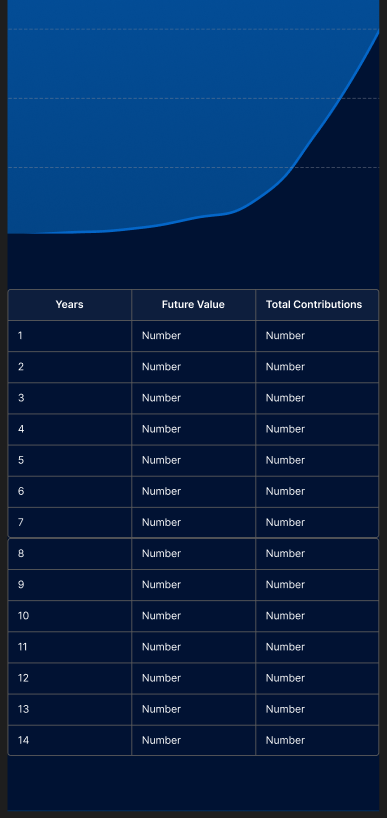 Years Future Value Total Contributions
1 Number Number
2 Number Number
3 Number Number
4 Number Number
5 Number Number
6 Number Number
7 Number Number
8 Number Number
9 Number Number
10 Number Number
11 Number Number
12 Number Number
13 Number Number
14 Number Number